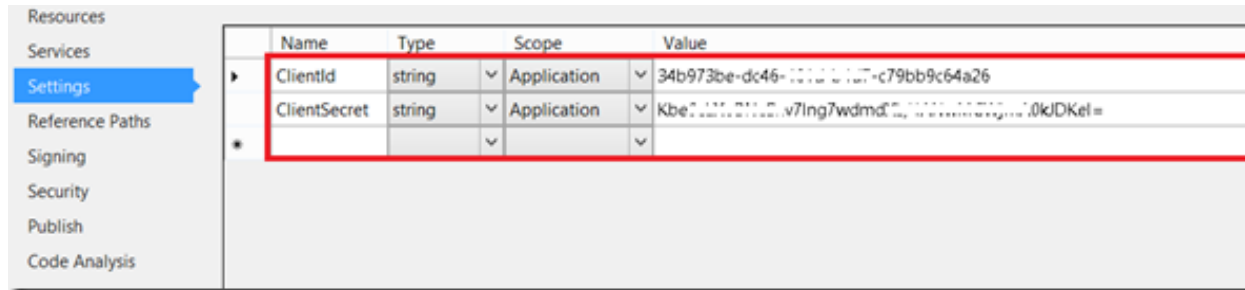 Resources
Services
Settings
Reference Paths
Signing
Security
Publish
Code Analysis
Name Type Scope Value
ClientId string Application
ClientSecret string Application